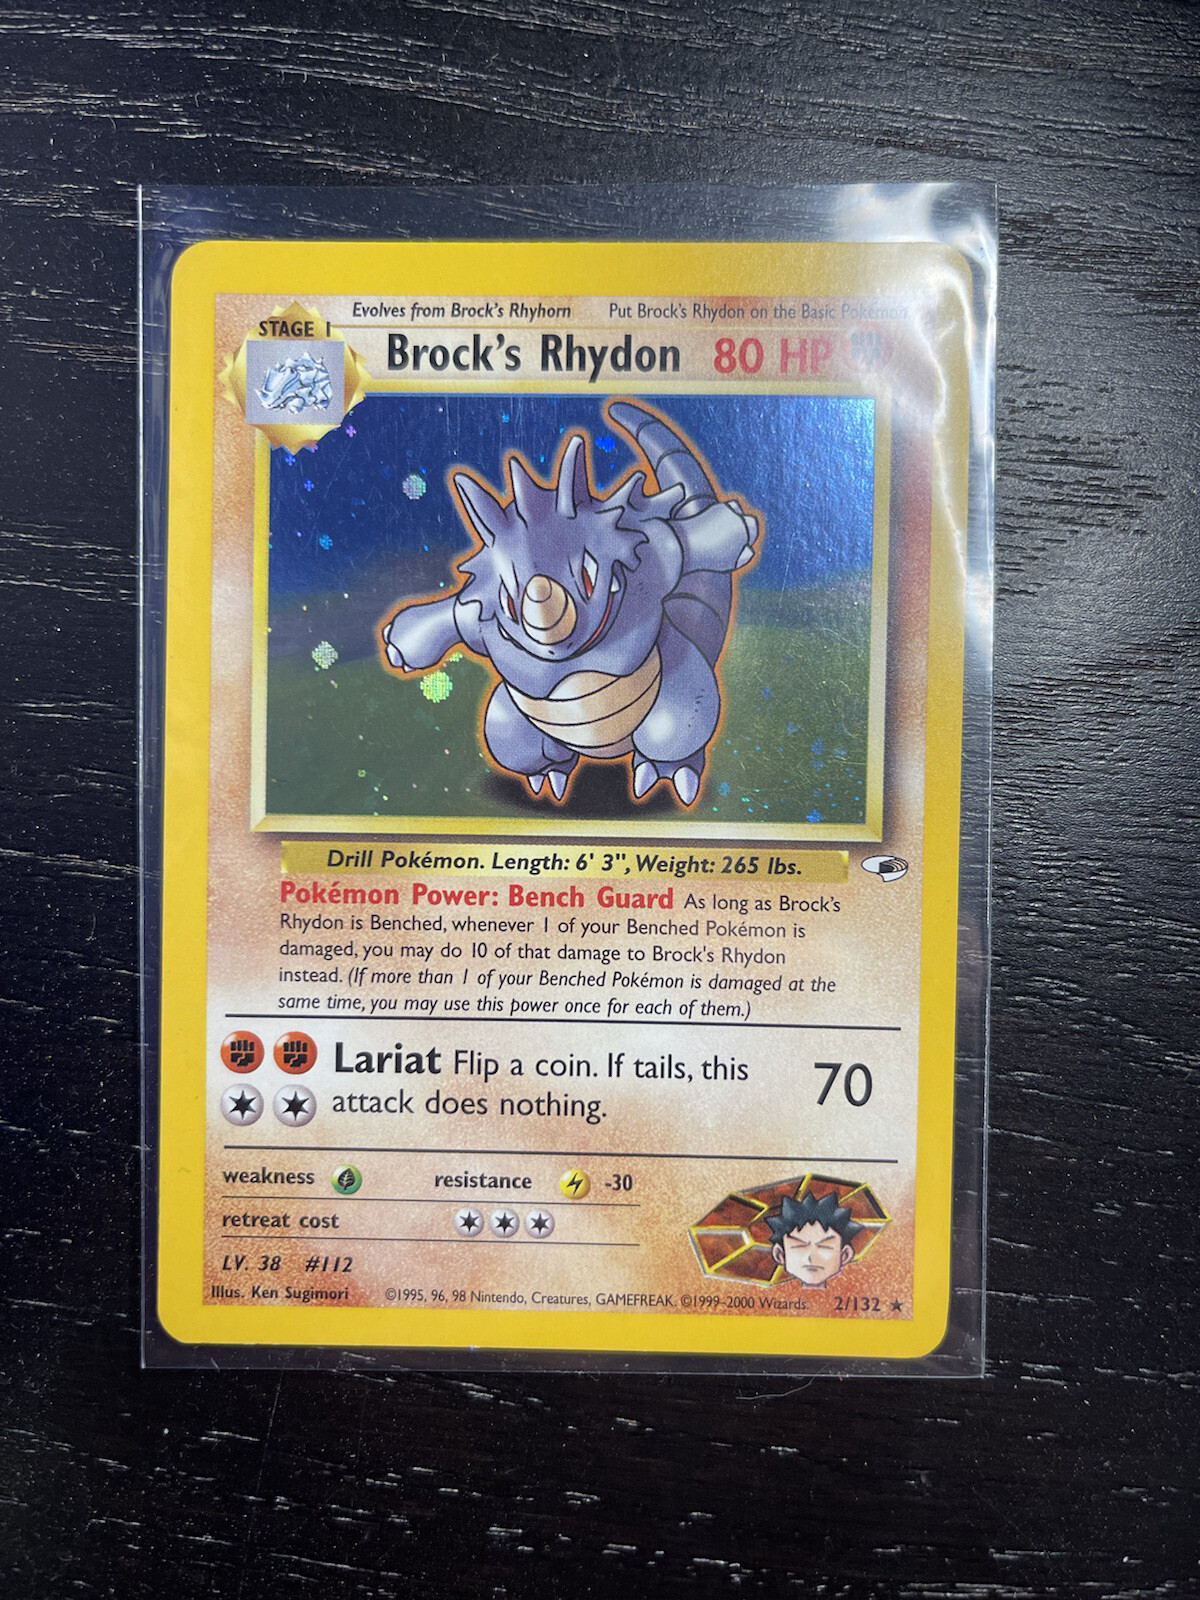 Evolves from Brock's Rhyhorn Put Brock's Rhydon on the Basic Pokémon.
STAGE 1
Brock's Rhydon 80 HP
Drill Pokémon. Length: 6' 3", Weight: 265 lbs.
Pokémon Power: Bench Guard As long as Brock's
Rhydon is Benched, whenever 1 of your Benched Pokémon is
damaged, you may do 10 of that damage to Brock's Rhydon
instead. (If more than 1 of your Benched Pokémon is damaged at the
same time, you may use this power once for each of them.)
Lariat Flip a coin. If tails, this 70
attack does nothing.
weakness resistance -30
retreat cost
LV. 38 #112
Illus. Ken Sugimori ©1995, 96, 98 Nintendo, Creatures, GAMEFREAK. ©1999-2000 Wizards. 2/132 ★